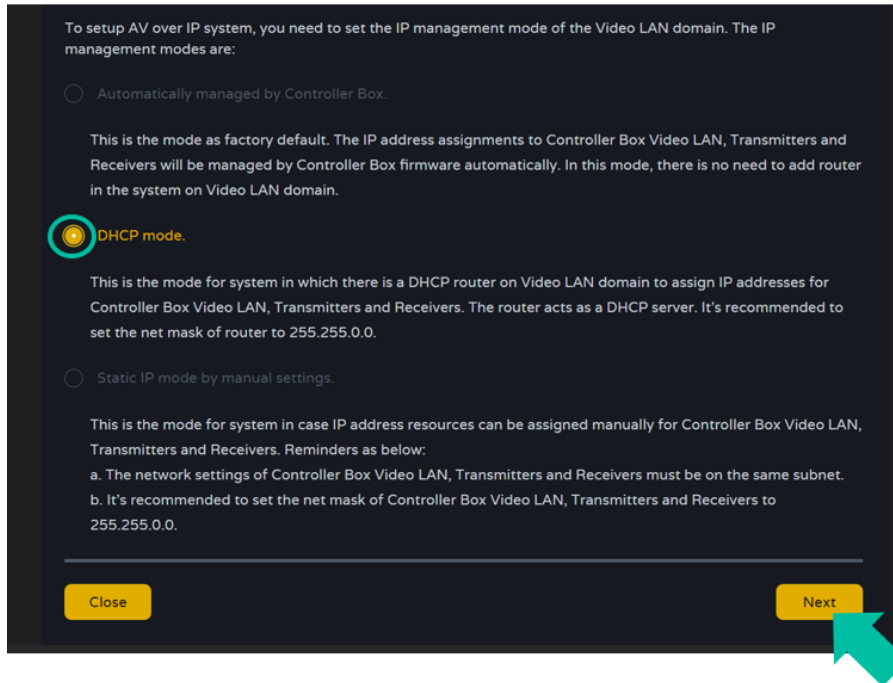 To setup AV over IP system, you need to set the IP management mode of the Video LAN domain. The IP
management modes are:
Automatically managed by Controller Box.
This is the mode as factory default. The IP address assignments to Controller Box Video LAN, Transmitters and
Receivers will be managed by Controller Box firmware automatically. In this mode, there is no need to add router
in the system on Video LAN domain.
DHCP mode.
This is the mode for system in which there is a DHCP router on Video LAN domain to assign IP addresses for
Controller Box Video LAN, Transmitters and Receivers. The router acts as a DHCP server. It's recommended to
set the net mask of router to 255.255.0.0.
Static IP mode by manual settings.
This is the mode for system in case IP address resources can be assigned manually for Controller Box Video LAN,
Transmitters and Receivers. Reminders as below:
a. The network settings of Controller Box Video LAN, Transmitters and Receivers must be on the same subnet.
b. It's recommended to set the net mask of Controller Box Video LAN, Transmitters and Receivers to
255.255.0.0.
Close
Next